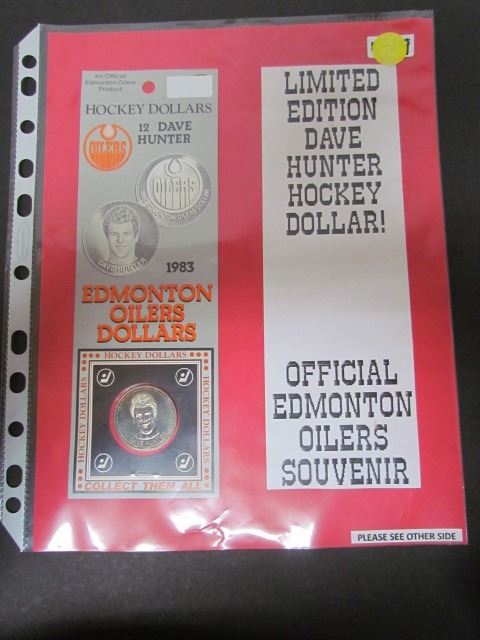 An Official
Edmonton Oilers
Product
HOCKEY DOLLARS
12 DAVE
HUNTER
OILERS
OILERS
DAVE HUNTER
1983
EDMONTON
OILERS
DOLLARS
HOCKEY DOLLARS
HOCKEY DOLLARS
HOCKEY DOLLARS
COLLECT THEM ALL
LIMITED
EDITION
DAVE
HUNTER
HOCKEY
DOLLAR!
OFFICIAL
EDMONTON
OILERS
SOUVENIR
PLEASE SEE OTHER SIDE